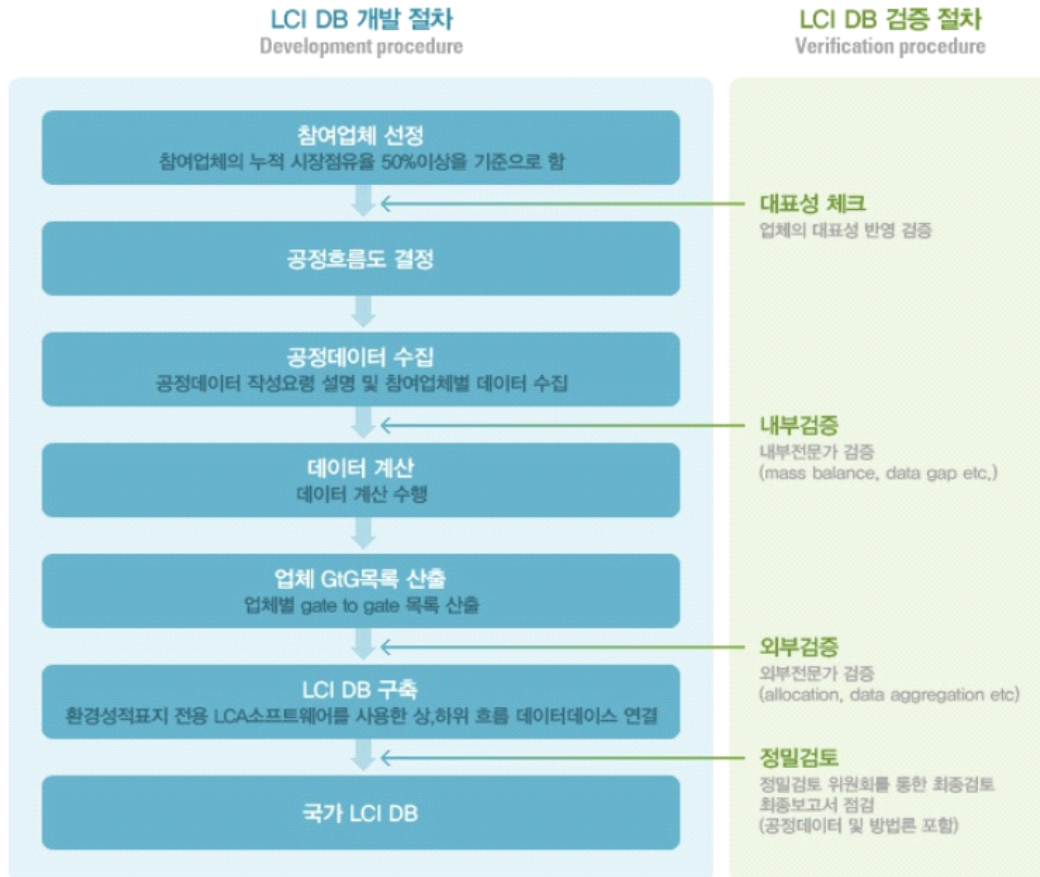 LCI DB 개발 절차
Development procedure
참여업체 선정
참여업체의 누적 시장점유율 50%이상을 기준으로 함
공정흐름도 결정
공정데이터 수집
공정데이터 작성요령 설명 및 참여업체별 데이터 수집
데이터 계산
데이터 계산 수행
업체 GtG목록 산출
업체별 gate to gate 목록 산출
LCI DB 구축
환경성적표지 전용 LCA소프트웨어를 사용한 상,하위 흐름 데이터데이스 연결
국가 LCI DB
LCI DB 검증 절차
Verification procedure
대표성 체크
업체의 대표성 반영 검증
내부검증
내부전문가 검증
(mass balance, data gap etc.)
외부검증
외부전문가 검증
(allocation, data aggregation etc)
정밀검토
정밀검토 위원회를 통한 최종검토
최종보고서 점검
(공정데이터 및 방법론 포함)